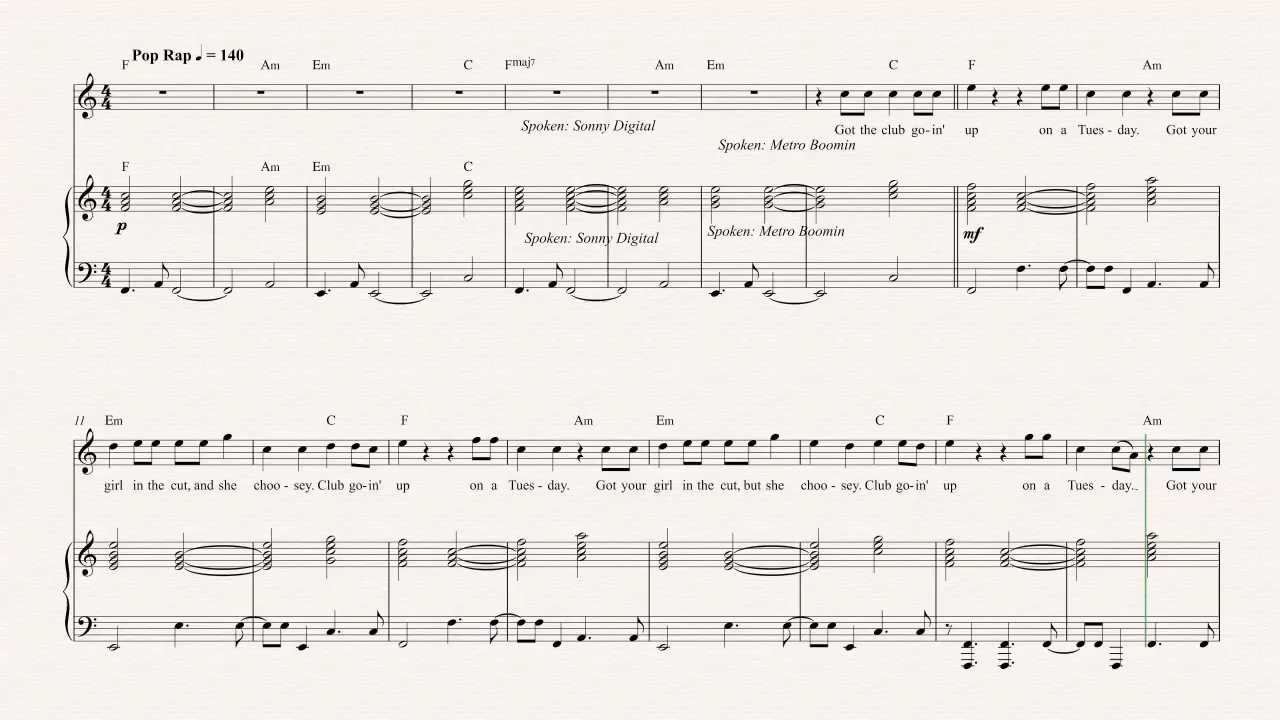 Pop Rap ♩ = 140
F Am Em C Fmaj7 Am Em C F Am
Spoken: Sonny Digital
Got the club go-in' up on a Tues - day. Got your
Spoken: Metro Boomin
F Am Em C
p
mf
Spoken: Sonny Digital
Spoken: Metro Boomin
11
Em C F Am Em C F Am
girl in the cut, and she choo - sey. Club go-in' up on a Tues - day. Got your girl in the cut, but she choo - sey. Club go-in' up on a Tues - day._ Got your